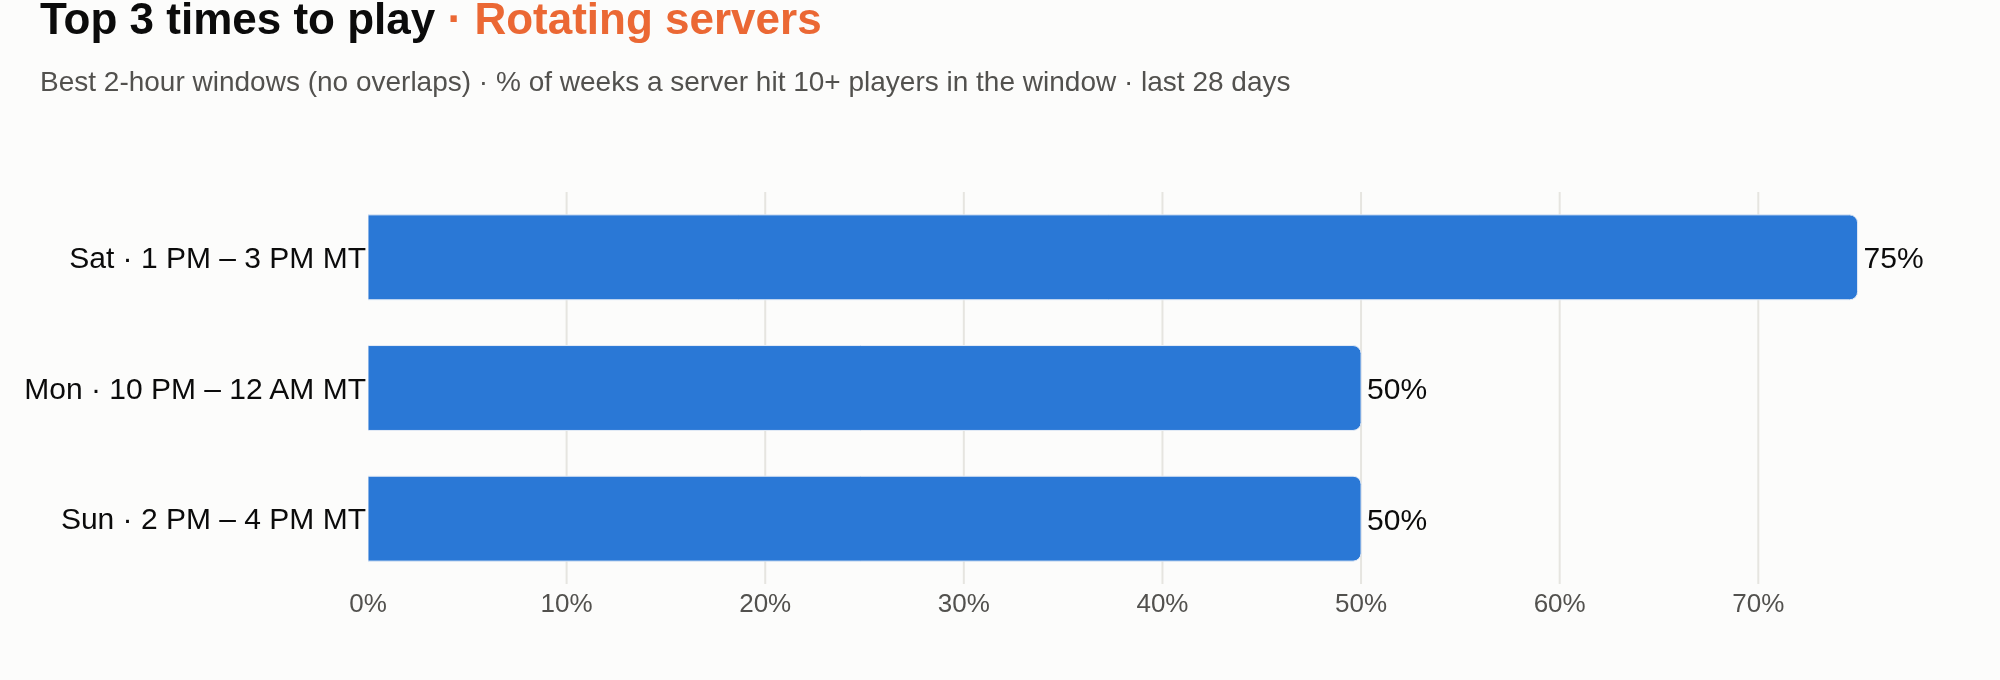 Top 3 times to play · Rotating servers
Best 2-hour windows (no overlaps) · % of weeks a server hit 10+ players in the window · last 28 days
Sat · 1 PM – 3 PM MT 75%
Mon · 10 PM – 12 AM MT 50%
Sun · 2 PM – 4 PM MT 50%
0% 10% 20% 30% 40% 50% 60% 70%